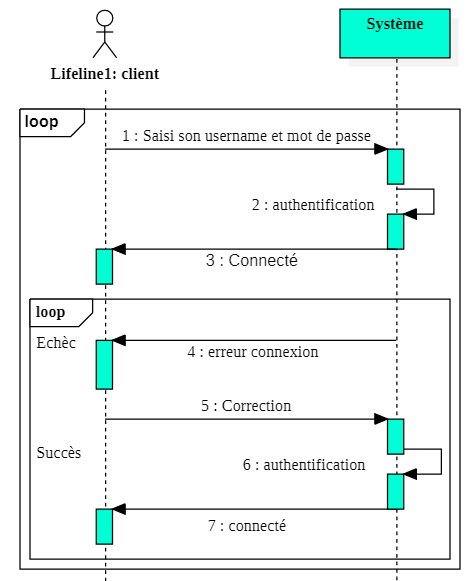 Système
Lifeline1: client
loop
1 : Saisi son username et mot de passe
2 : authentification
3 : Connecté
loop
Echèc
4 : erreur connexion
5 : Correction
Succès
6 : authentification
7 : connecté